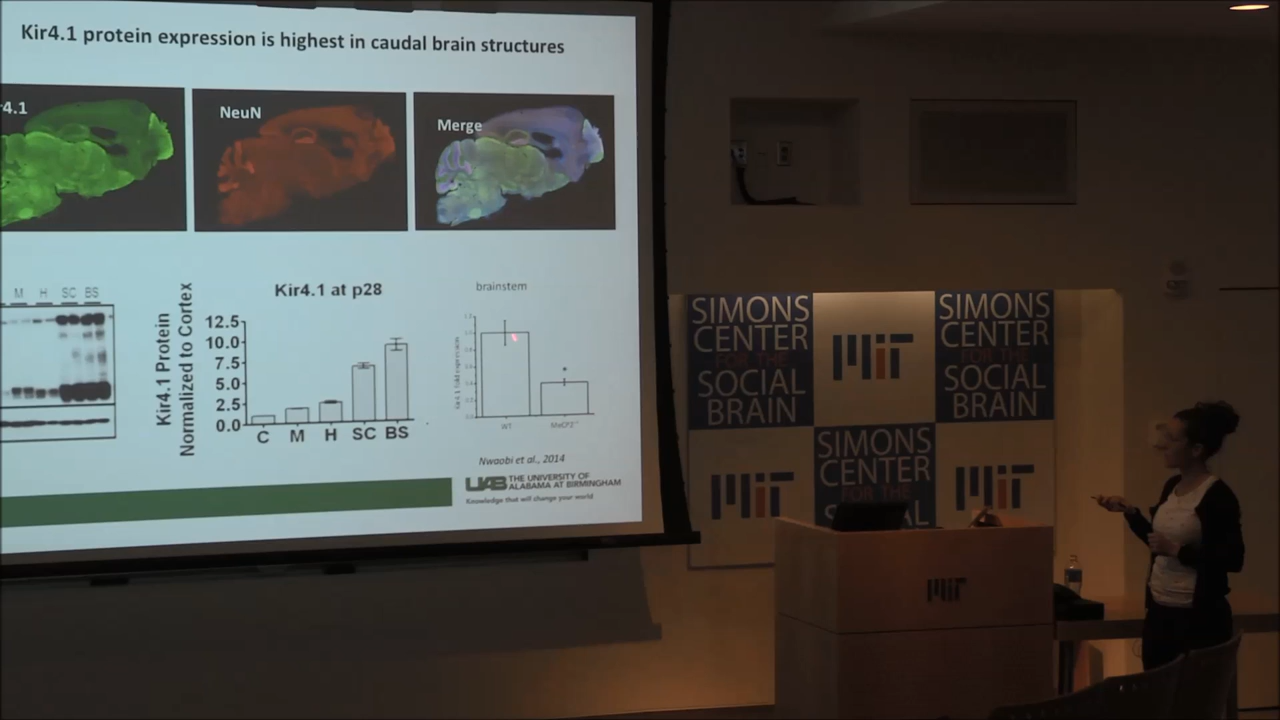 Kir4.1 protein expression is highest in caudal brain structures
r4.1
NeuN
Merge
M H SC BS
Kir4.1 at p28
Kir4.1 Protein
Normalized to Cortex
12.5
10.0
7.5
5.0
2.5
0.0
C M H SC BS
brainstem
WT
Nwaobi et al., 2014
UAB THE UNIVERSITY OF
ALABAMA AT BIRMINGHAM
Knowledge that will change your world
SIMONS
CENTER
FOR THE
SOCIAL
BRAIN
MIT
SIMONS
CENTER
FOR THE
SOCIAL
BRAIN
MIT
SIMONS
CENTER
FOR THE
SOCIAL
MIT
MIT